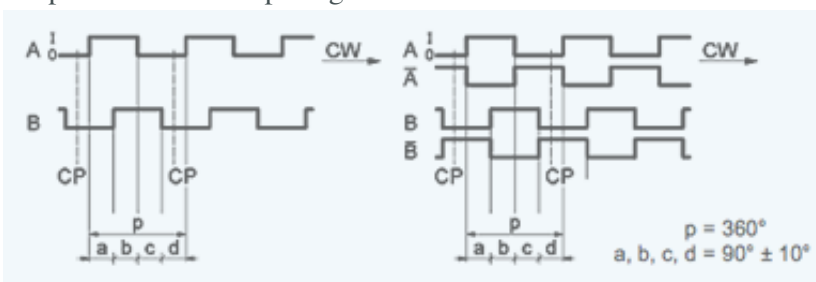 A 1 0 CW
B
CP CP
p
a b c d
A 1 0 CW
A̅
B
B̅
CP CP
p
a b c d
p = 360°
a, b, c, d = 90° ± 10°